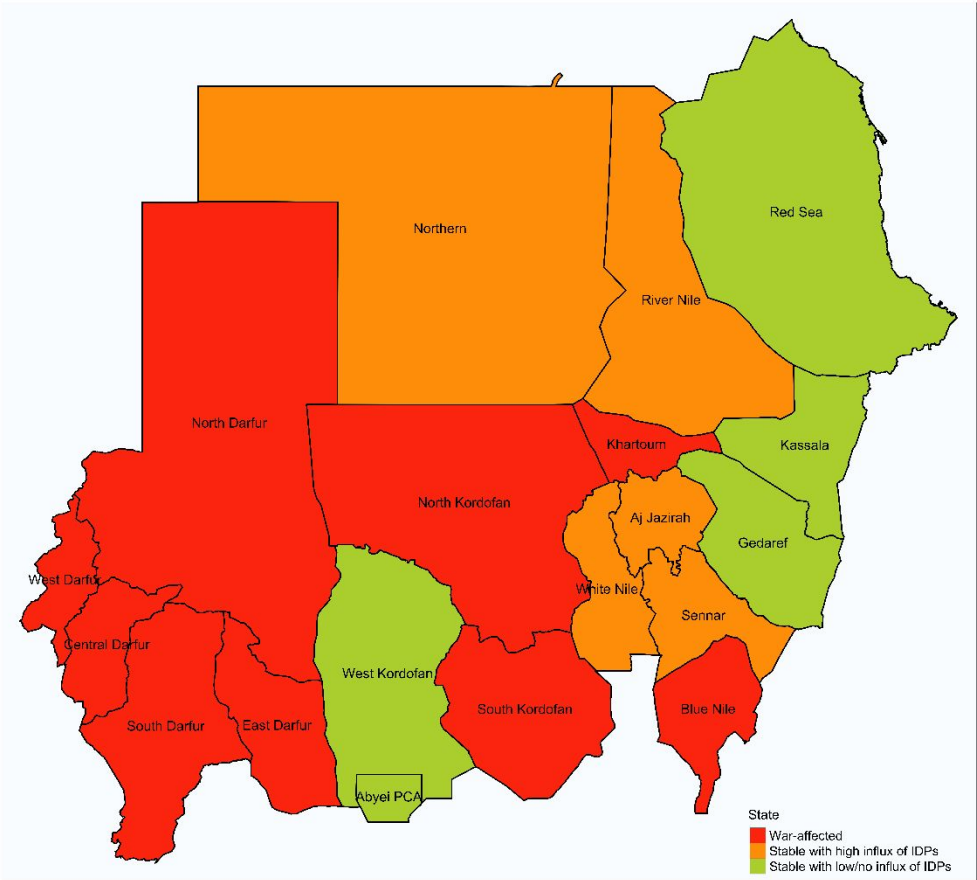 Northern
Red Sea
River Nile
North Darfur
Khartoum
Kassala
North Kordofan
Aj Jazirah
Gedaref
West Darfur
White Nile
Sennar
Central Darfur
West Kordofan
South Kordofan
Blue Nile
South Darfur
East Darfur
Abyei PCA
State
War-affected
Stable with high influx of IDPs
Stable with low/no influx of IDPs